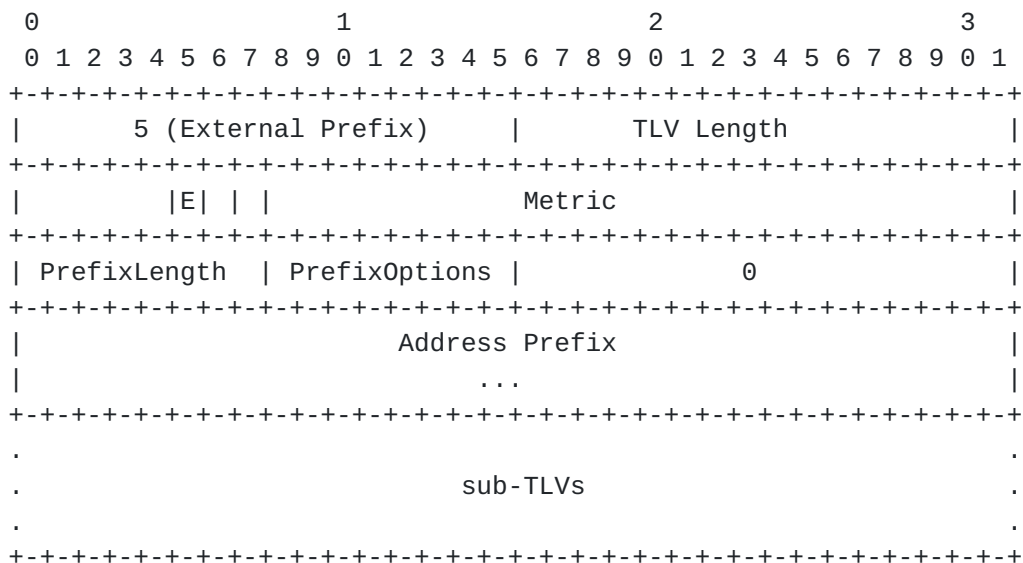 0                   1                   2                   3
 0 1 2 3 4 5 6 7 8 9 0 1 2 3 4 5 6 7 8 9 0 1 2 3 4 5 6 7 8 9 0 1
+-+-+-+-+-+-+-+-+-+-+-+-+-+-+-+-+-+-+-+-+-+-+-+-+-+-+-+-+-+-+-+-+
|       5 (External Prefix)     |       TLV Length              |
+-+-+-+-+-+-+-+-+-+-+-+-+-+-+-+-+-+-+-+-+-+-+-+-+-+-+-+-+-+-+-+-+
|         |E| | |                Metric                         |
+-+-+-+-+-+-+-+-+-+-+-+-+-+-+-+-+-+-+-+-+-+-+-+-+-+-+-+-+-+-+-+-+
| PrefixLength  | PrefixOptions |              0                |
+-+-+-+-+-+-+-+-+-+-+-+-+-+-+-+-+-+-+-+-+-+-+-+-+-+-+-+-+-+-+-+-+
|                        Address Prefix                         |
|                             ...                               |
+-+-+-+-+-+-+-+-+-+-+-+-+-+-+-+-+-+-+-+-+-+-+-+-+-+-+-+-+-+-+-+-+
.                                                               .
.                            sub-TLVs                           .
.                                                               .
+-+-+-+-+-+-+-+-+-+-+-+-+-+-+-+-+-+-+-+-+-+-+-+-+-+-+-+-+-+-+-+-+